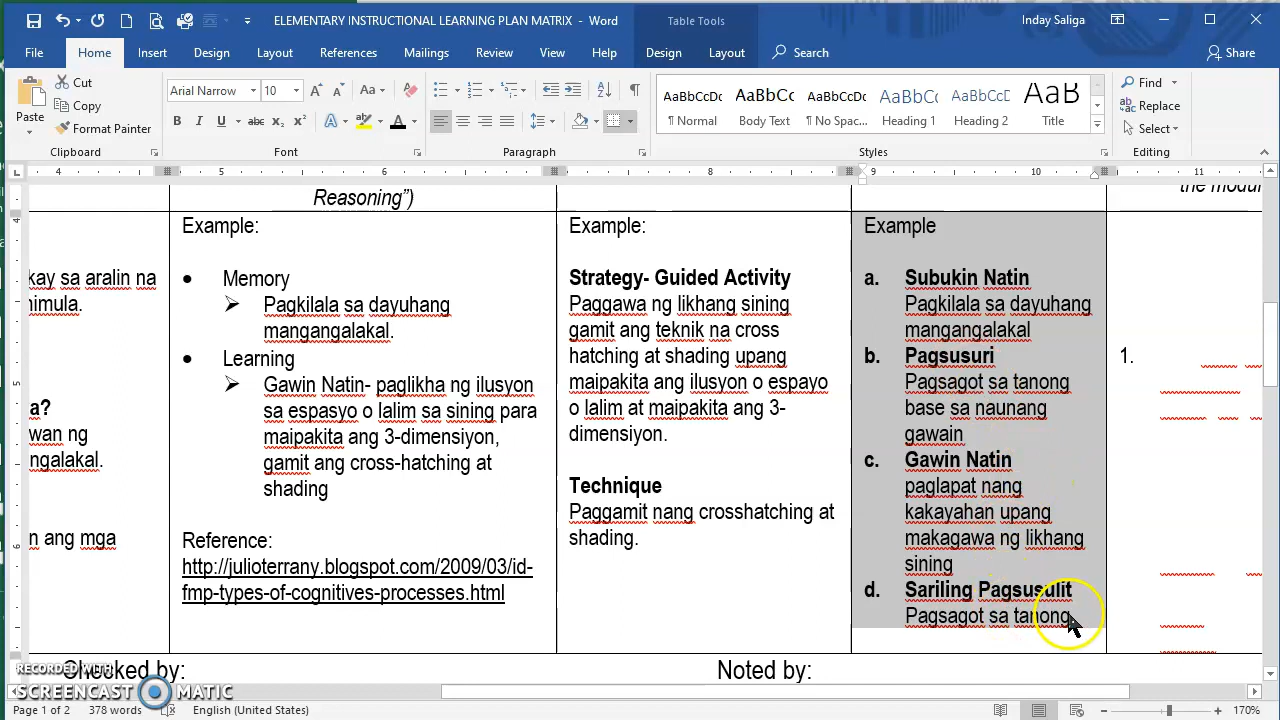 ELEMENTARY INSTRUCTIONAL LEARNING PLAN MATRIX - Word
Table Tools
Inday Saliga
File
Home
Insert
Design
Layout
References
Mailings
Review
View
Help
Design
Layout
Search
Share
Paste
Cut
Copy
Format Painter
Clipboard
Arial Narrow
10
Font
Paragraph
AaBbCcDc
¶ Normal
AaBbCc
Body Text
AaBbCcDc
¶ No Spac...
AaBbCc
Heading 1
AaBbCcD
Heading 2
AaB
Title
Styles
Find
Replace
Select
Editing
4
5
6
7
8
9
10
11
Reasoning")
the modul
kay sa aralin na
nimula.
a?
wan ng
ngalakal.
n ang mga
Example:
• Memory
➢ Pagkilala sa dayuhang
mangangalakal.
• Learning
➢ Gawin Natin- paglikha ng ilusyon
sa espasyo o lalim sa sining para
maipakita ang 3-dimensiyon,
gamit ang cross-hatching at
shading
Reference:
http://julioterrany.blogspot.com/2009/03/id-
fmp-types-of-cognitives-processes.html
Example:
Strategy- Guided Activity
Paggawa ng likhang sining
gamit ang teknik na cross
hatching at shading upang
maipakita ang ilusyon o espayo
o lalim at maipakita ang 3-
dimensiyon.
Technique
Paggamit nang crosshatching at
shading.
Example
a. Subukin Natin
Pagkilala sa dayuhang
mangangalakal
b. Pagsusuri
Pagsagot sa tanong
base sa naunang
gawain
c. Gawin Natin
paglapat nang
kakayahan upang
makagawa ng likhang
sining
d. Sariling Pagsusulit
Pagsagot sa tanong
1.
Checked by:
Noted by:
RECORDED WITH
SCREENCAST MATIC
Page 1 of 2
378 words
English (United States)
170%